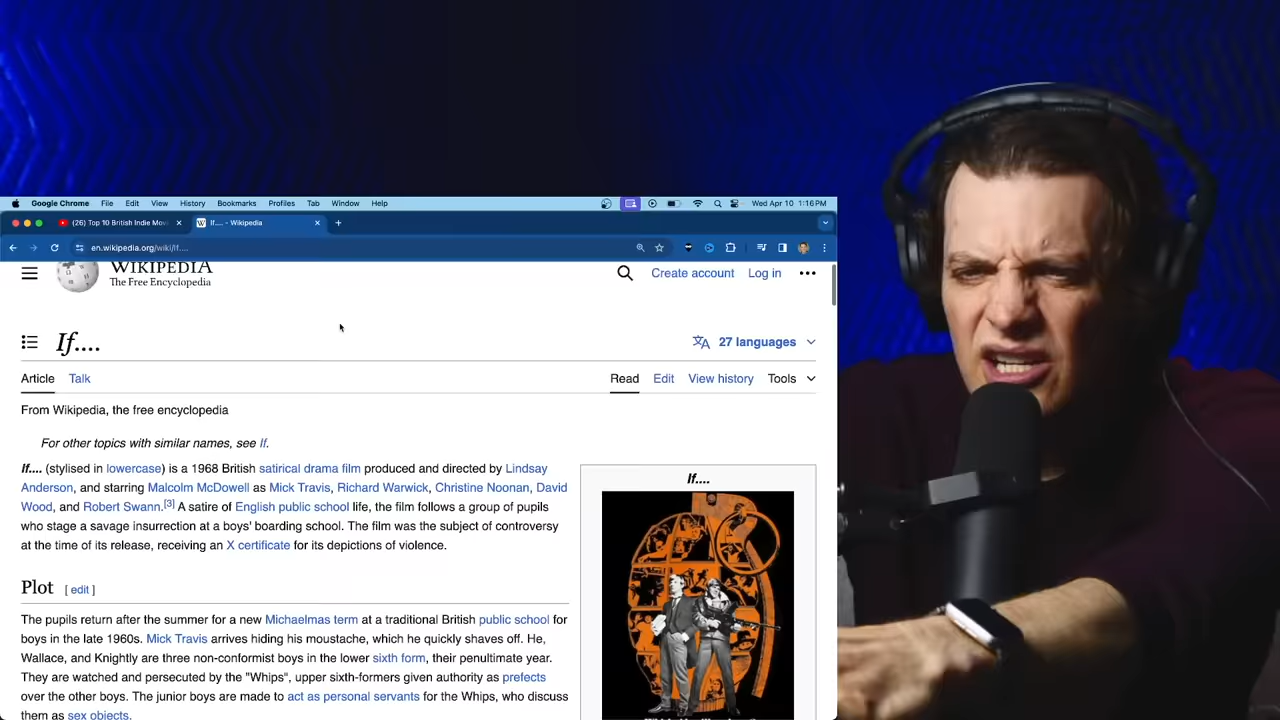 Google Chrome File Edit View History Bookmarks Profiles Tab Window Help Wed Apr 10 1:16 PM
(26) Top 10 British Indie Mov If.... - Wikipedia
en.wikipedia.org/wiki/If....
WIKIPEDIA
The Free Encyclopedia
Create account Log in
If....
27 languages
Article Talk Read Edit View history Tools
From Wikipedia, the free encyclopedia
For other topics with similar names, see If.
If.... (stylised in lowercase) is a 1968 British satirical drama film produced and directed by Lindsay
Anderson, and starring Malcolm McDowell as Mick Travis, Richard Warwick, Christine Noonan, David
Wood, and Robert Swann.[3] A satire of English public school life, the film follows a group of pupils
who stage a savage insurrection at a boys' boarding school. The film was the subject of controversy
at the time of its release, receiving an X certificate for its depictions of violence.
If....
Plot [ edit ]
The pupils return after the summer for a new Michaelmas term at a traditional British public school for
boys in the late 1960s. Mick Travis arrives hiding his moustache, which he quickly shaves off. He,
Wallace, and Knightly are three non-conformist boys in the lower sixth form, their penultimate year.
They are watched and persecuted by the "Whips", upper sixth-formers given authority as prefects
over the other boys. The junior boys are made to act as personal servants for the Whips, who discuss
them as sex objects.